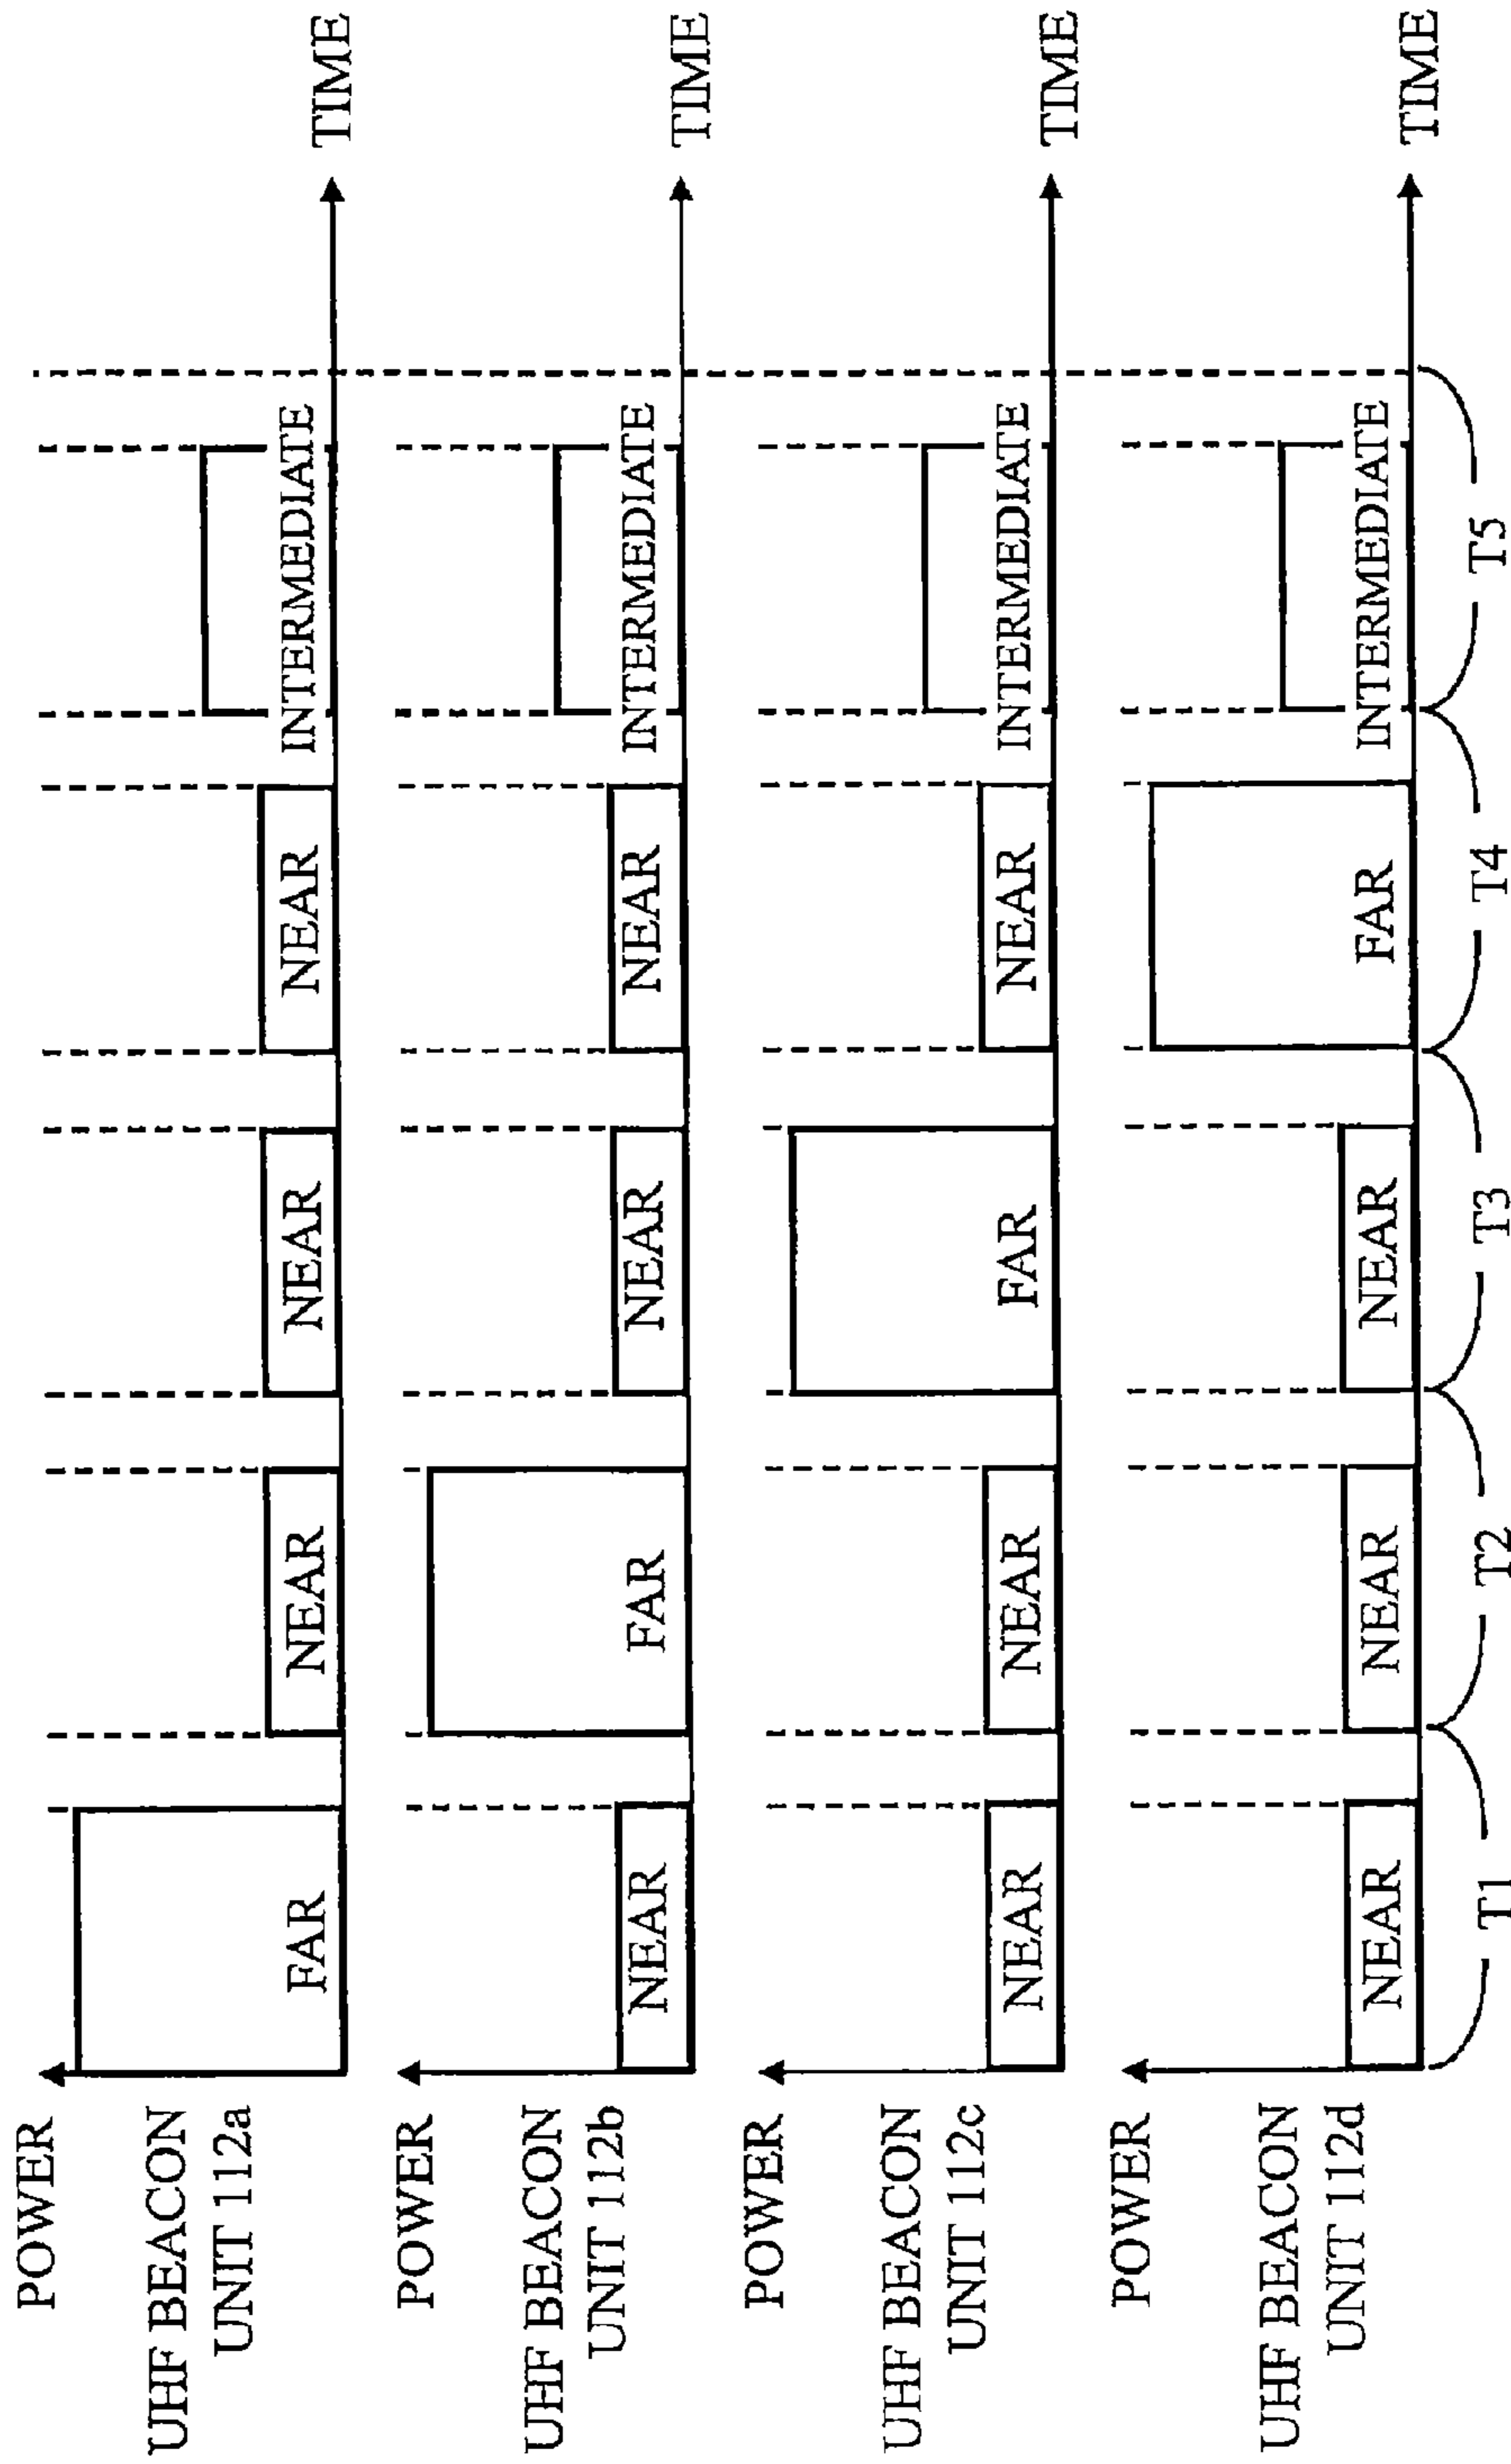 POWER
UHF BEACON
UNIT 112a
FAR
NEAR
NEAR
NEAR
INTERMEDIATE
TIME
POWER
UHF BEACON
UNIT 112b
NEAR
FAR
NEAR
NEAR
INTERMEDIATE
TIME
POWER
UHF BEACON
UNIT 112c
NEAR
NEAR
FAR
NEAR
INTERMEDIATE
TIME
POWER
UHF BEACON
UNIT 112d
NEAR
NEAR
NEAR
FAR
INTERMEDIATE
TIME
T1
T2
T3
T4
T5